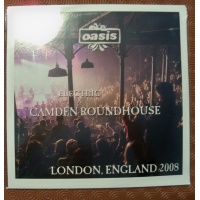 oasis
ELECTRIC
CAMDEN ROUNDHOUSE
LONDON, ENGLAND 2008